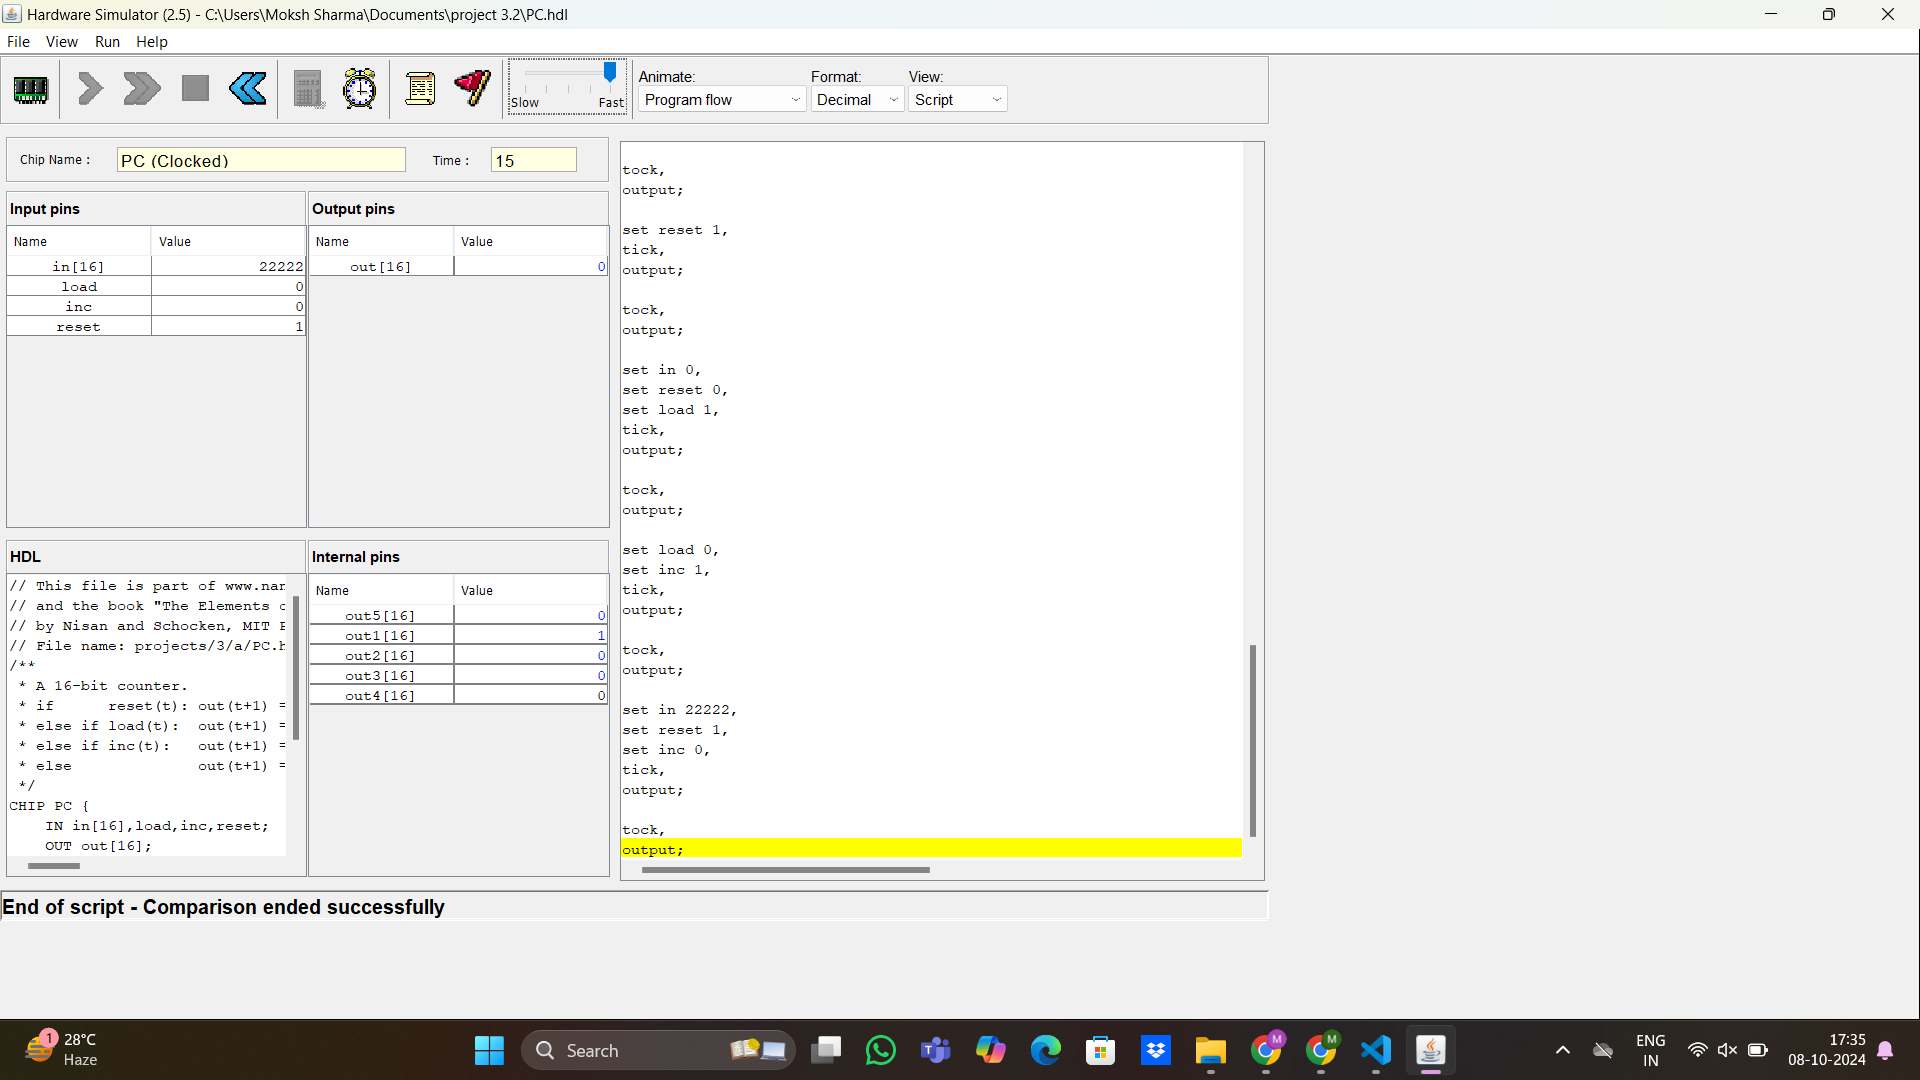 Hardware Simulator (2.5) - C:\Users\Moksh Sharma\Documents\project 3.2\PC.hdl
File View Run Help
Slow Fast
Animate: Format: View:
Program flow Decimal Script
Chip Name : PC (Clocked) Time : 15
Input pins
Name Value
in[16] 22222
load 0
inc 0
reset 1
Output pins
Name Value
out[16] 0
HDL
// This file is part of www.nan
// and the book "The Elements o
// by Nisan and Schocken, MIT P
// File name: projects/3/a/PC.h
/**
* A 16-bit counter.
* if reset(t): out(t+1) =
* else if load(t): out(t+1) =
* else if inc(t): out(t+1) =
* else out(t+1) =
*/
CHIP PC {
IN in[16],load,inc,reset;
OUT out[16];
Internal pins
Name Value
out5[16] 0
out1[16] 1
out2[16] 0
out3[16] 0
out4[16] 0
tock,
output;
set reset 1,
tick,
output;
tock,
output;
set in 0,
set reset 0,
set load 1,
tick,
output;
tock,
output;
set load 0,
set inc 1,
tick,
output;
tock,
output;
set in 22222,
set reset 1,
set inc 0,
tick,
output;
tock,
output;
End of script - Comparison ended successfully
1
28°C
Haze
Search
M
M
ENG
IN
17:35
08-10-2024